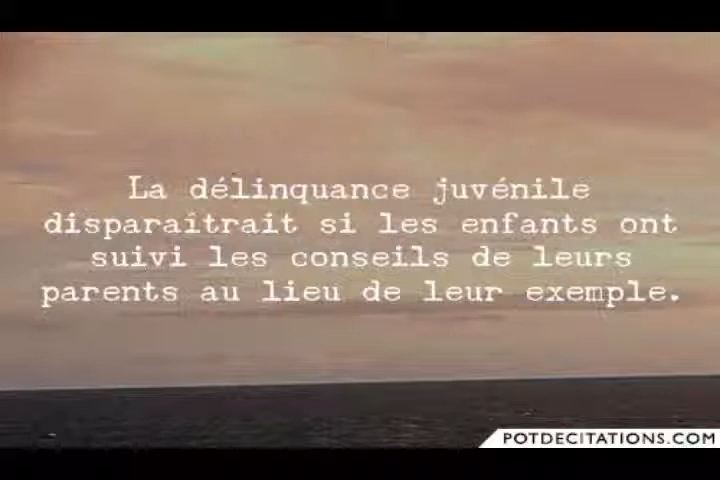 La délinquance juvénile
disparaîtrait si les enfants ont
suivi les conseils de leurs
parents au lieu de leur exemple.
POTDECITATIONS.COM